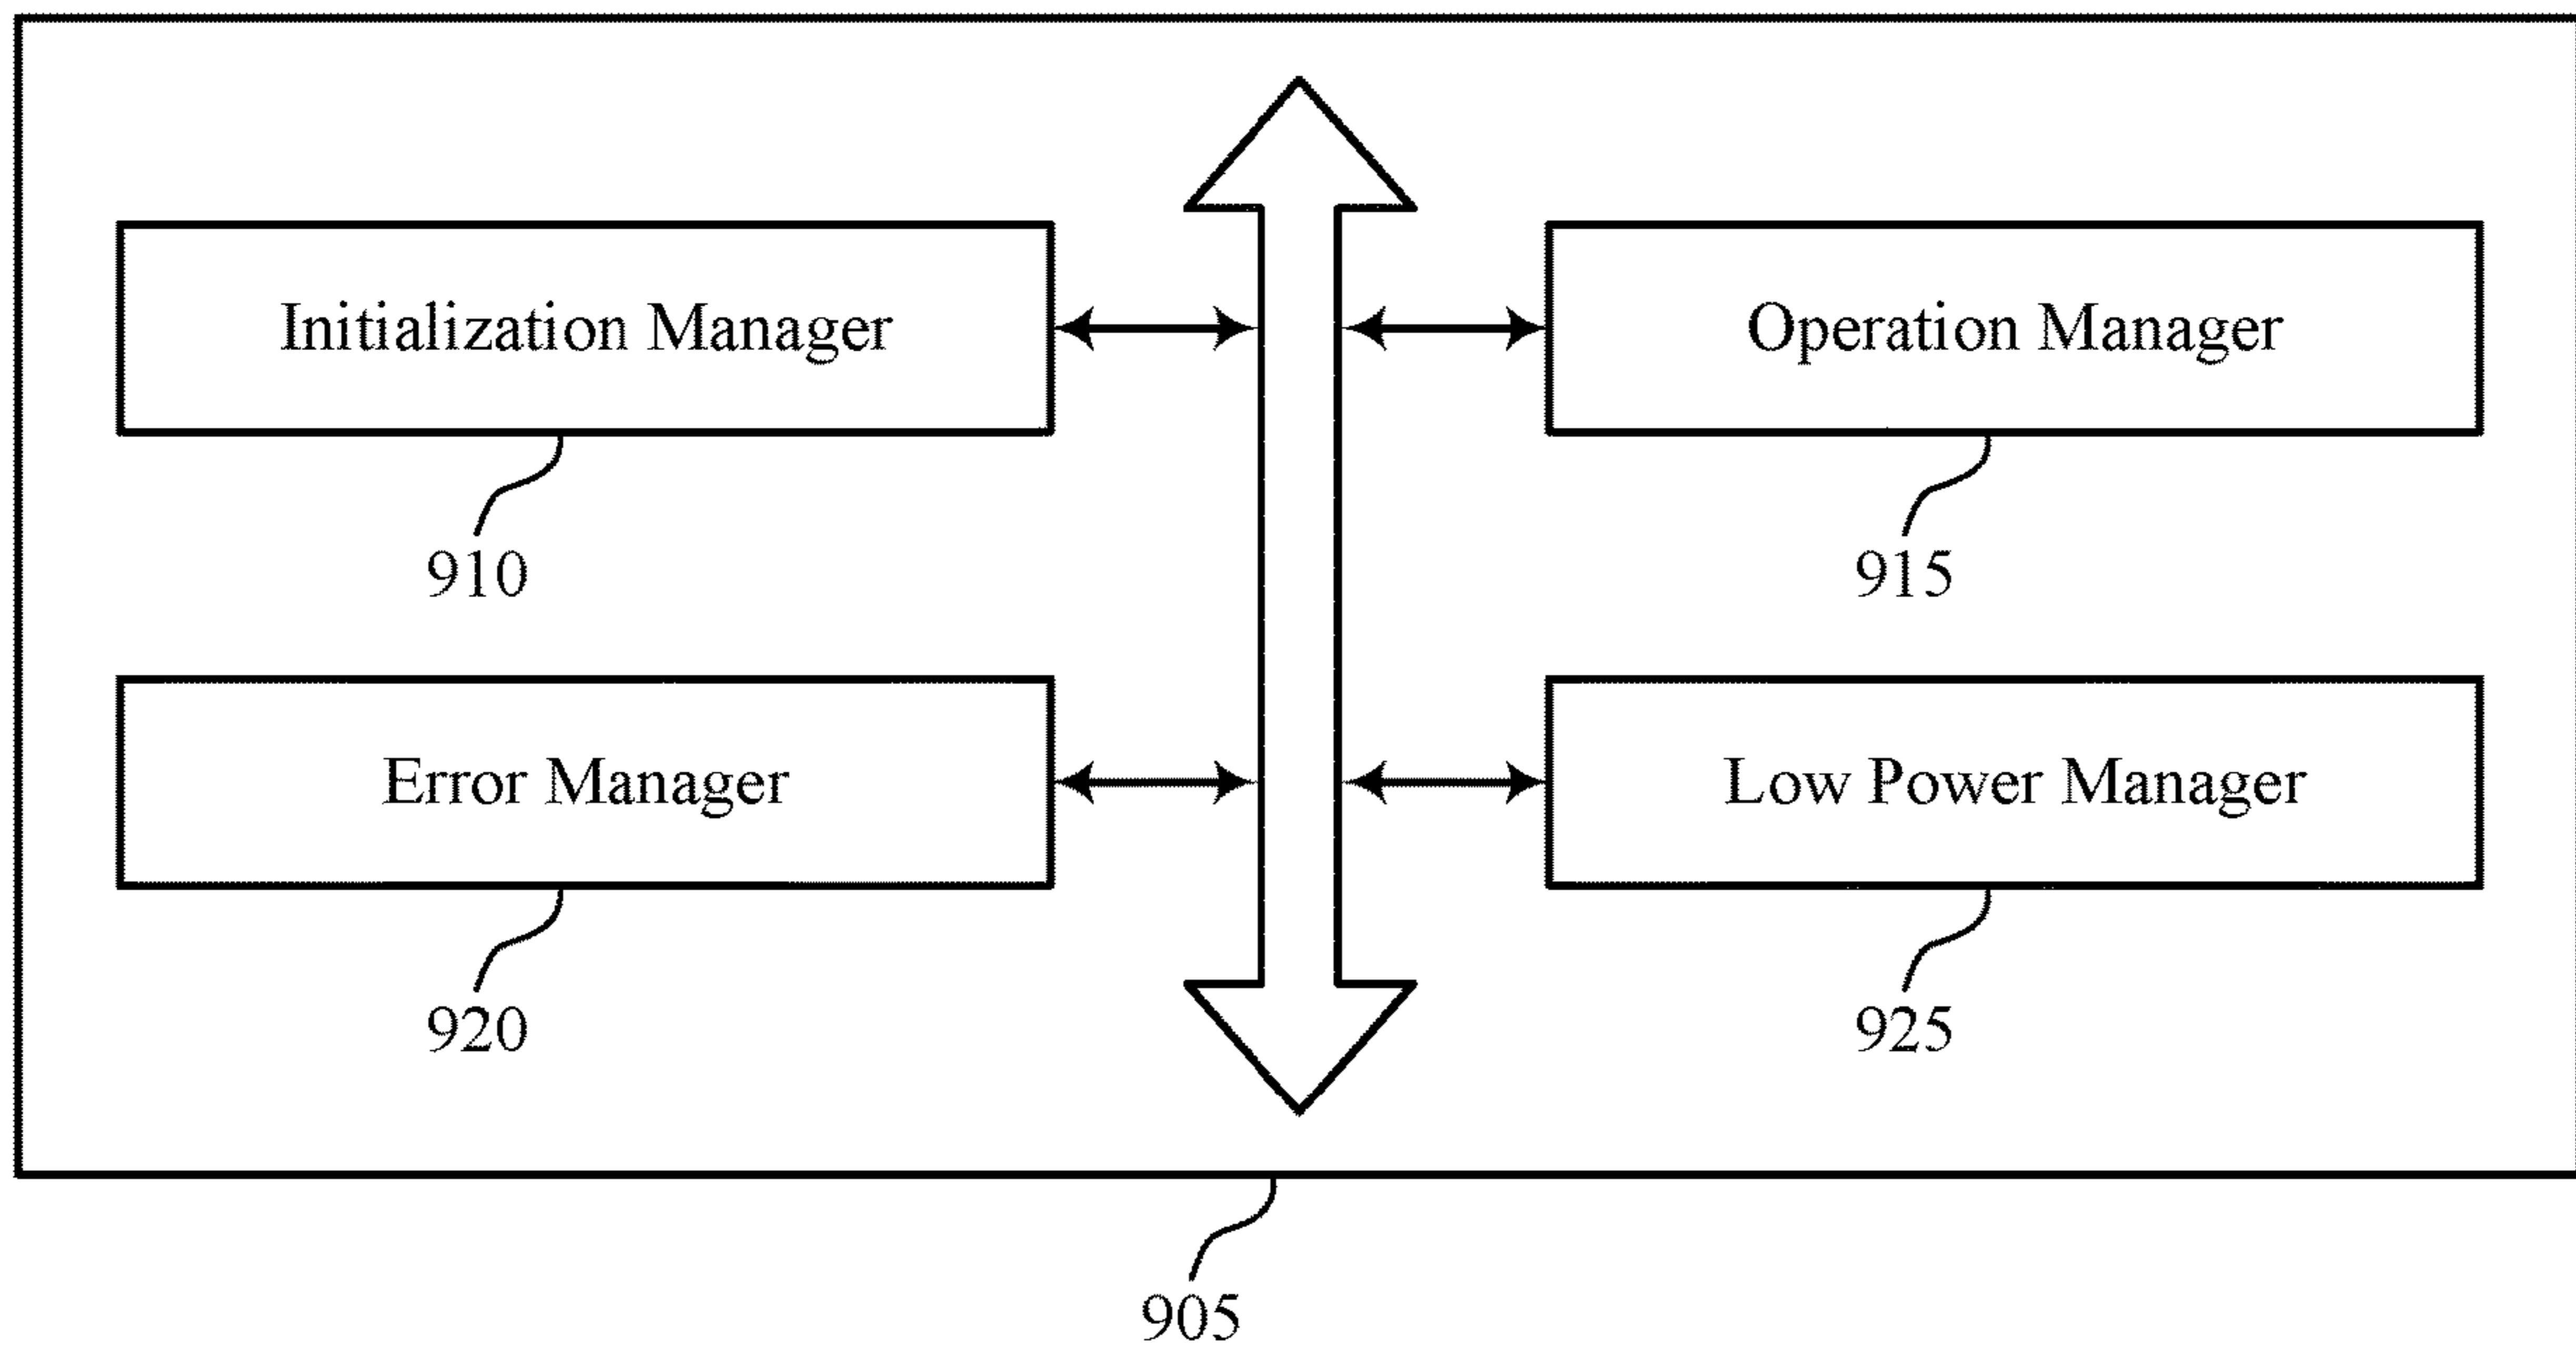 Initialization Manager
Operation Manager
910
915
Error Manager
Low Power Manager
920
925
905